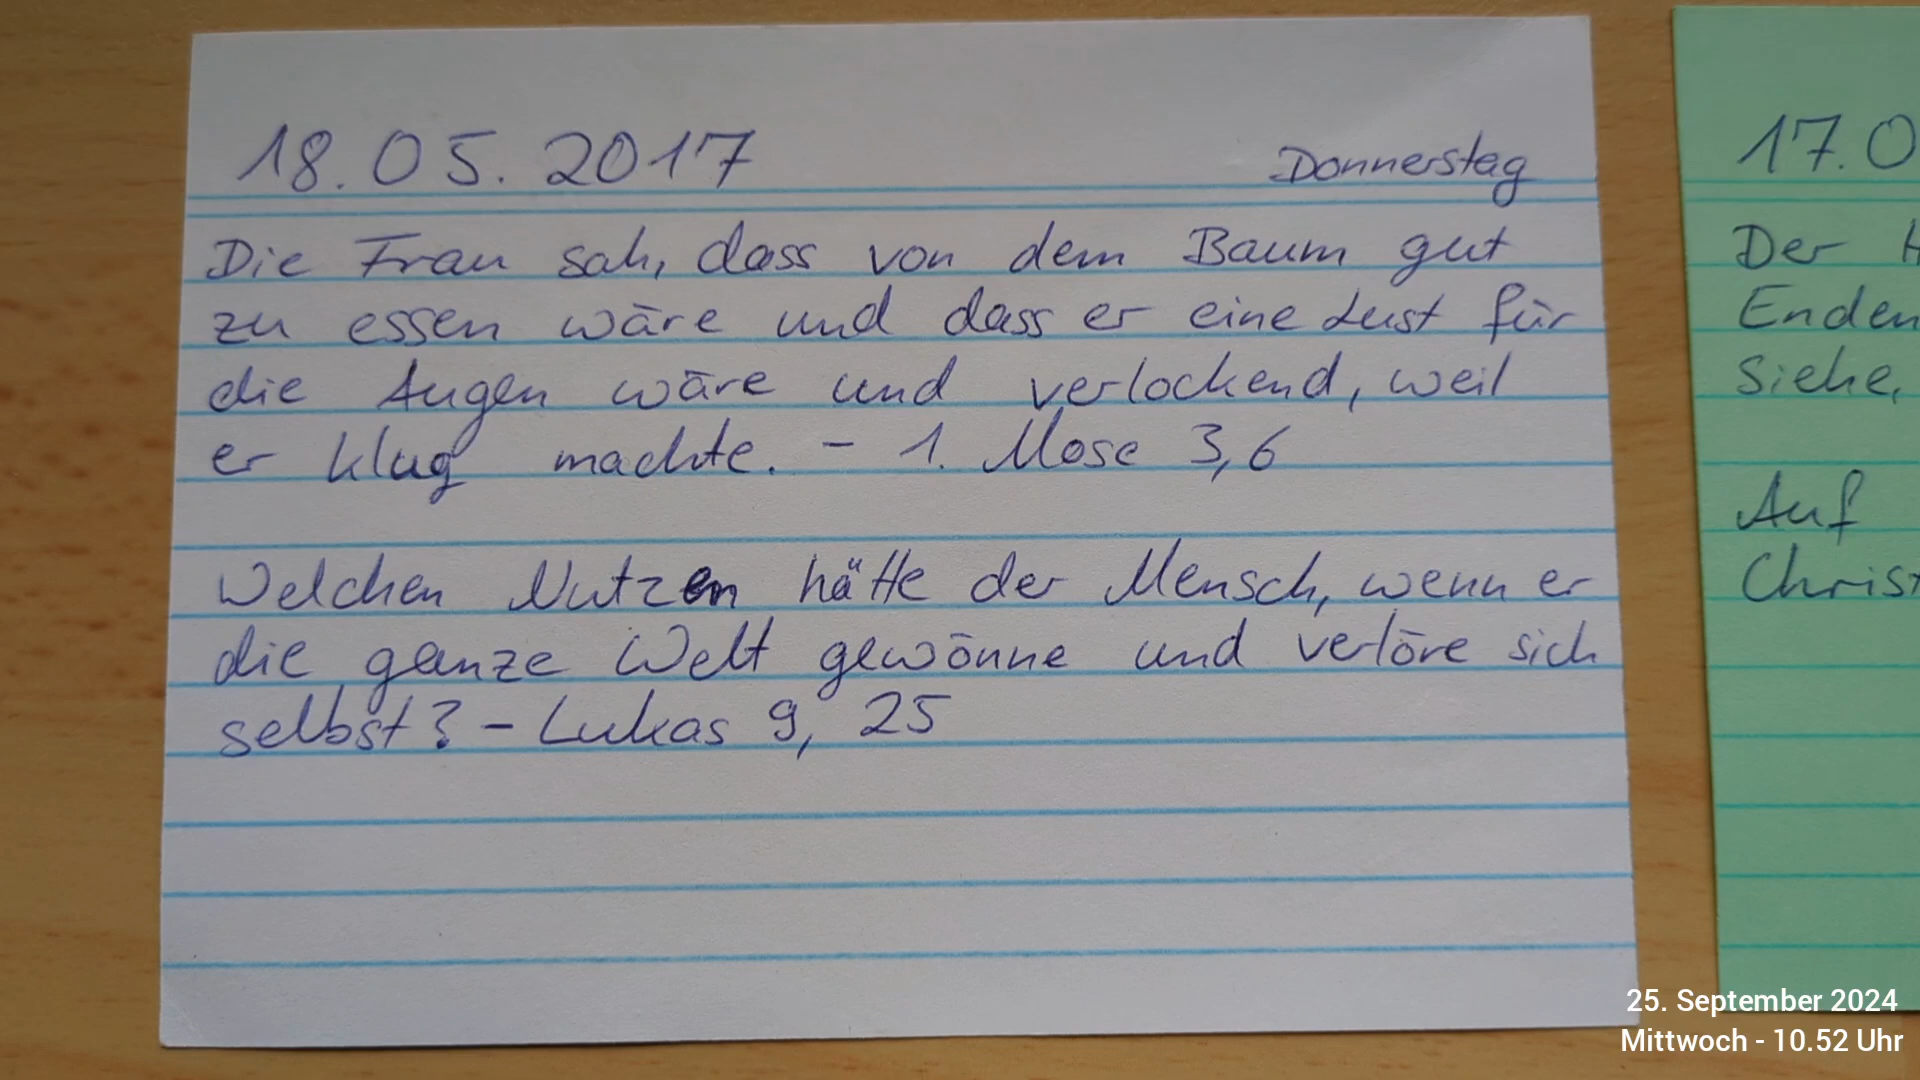 18.05.2017 Donnerstag
Die Frau sah, dass von dem Baum gut
zu essen wäre und dass er eine Lust für
die Augen wäre und verlockend, weil
er klug machte. - 1. Mose 3,6
Welchen Nutzen hätte der Mensch, wenn er
die ganze Welt gewönne und verlöre sich
selbst? - Lukas 9, 25
17.0
Der H
Enden
Siehe,
Auf
Christ
25. September 2024
Mittwoch - 10.52 Uhr